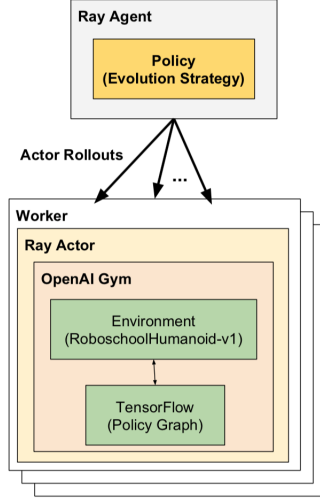 Ray Agent
Policy
(Evolution Strategy)
Actor Rollouts
...
Worker
Ray Actor
OpenAI Gym
Environment
(RoboschoolHumanoid-v1)
TensorFlow
(Policy Graph)